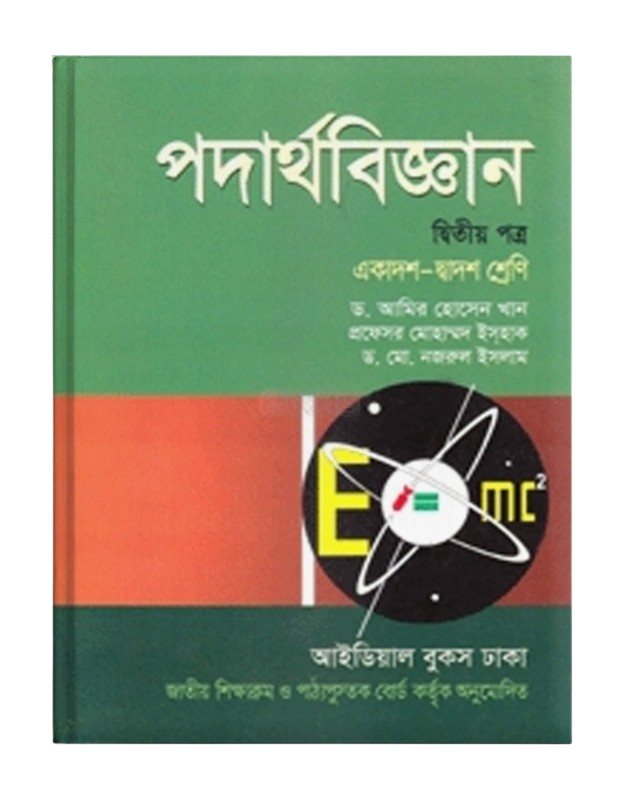 পদার্থবিজ্ঞান
দ্বিতীয় পত্র
একাদশ-দ্বাদশ শ্রেণি
ড. আমির হোসেন খান
প্রফেসর মোহাম্মদ ইস্‌হাক
ড. মো. নজরুল ইসলাম
E = mc²
আইডিয়াল বুকস ঢাকা
জাতীয় শিক্ষাক্রম ও পাঠ্যপুস্তক বোর্ড কর্তৃক অনুমোদিত